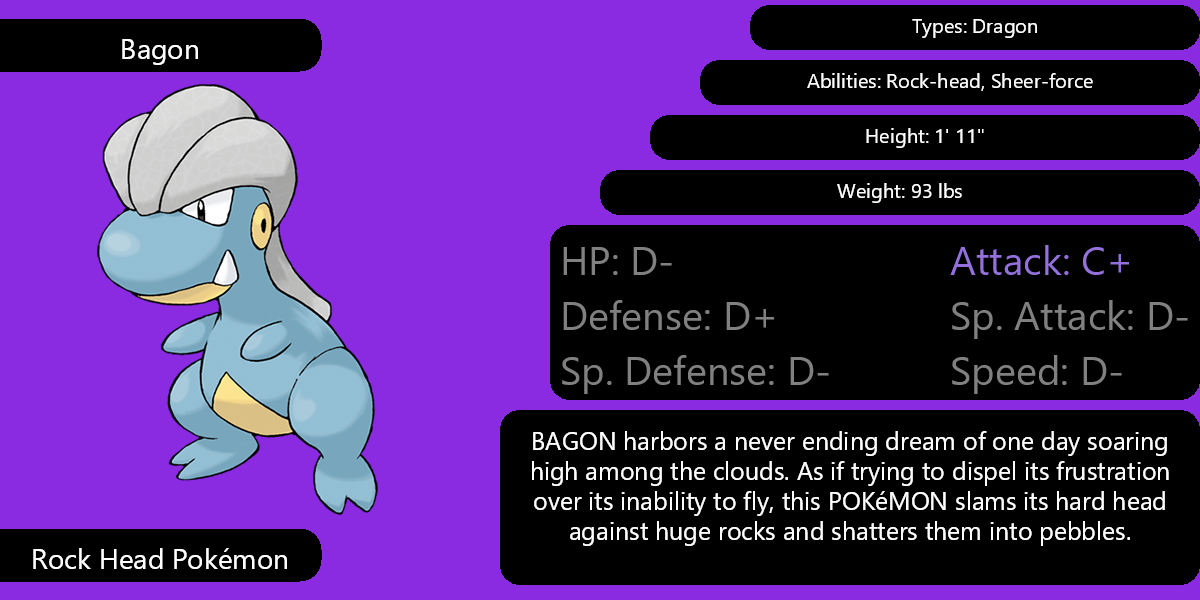 Bagon
Types: Dragon
Abilities: Rock-head, Sheer-force
Height: 1' 11"
Weight: 93 lbs
HP: D-
Attack: C+
Defense: D+
Sp. Attack: D-
Sp. Defense: D-
Speed: D-
BAGON harbors a never ending dream of one day soaring
high among the clouds. As if trying to dispel its frustration
over its inability to fly, this POKéMON slams its hard head
against huge rocks and shatters them into pebbles.
Rock Head Pokémon